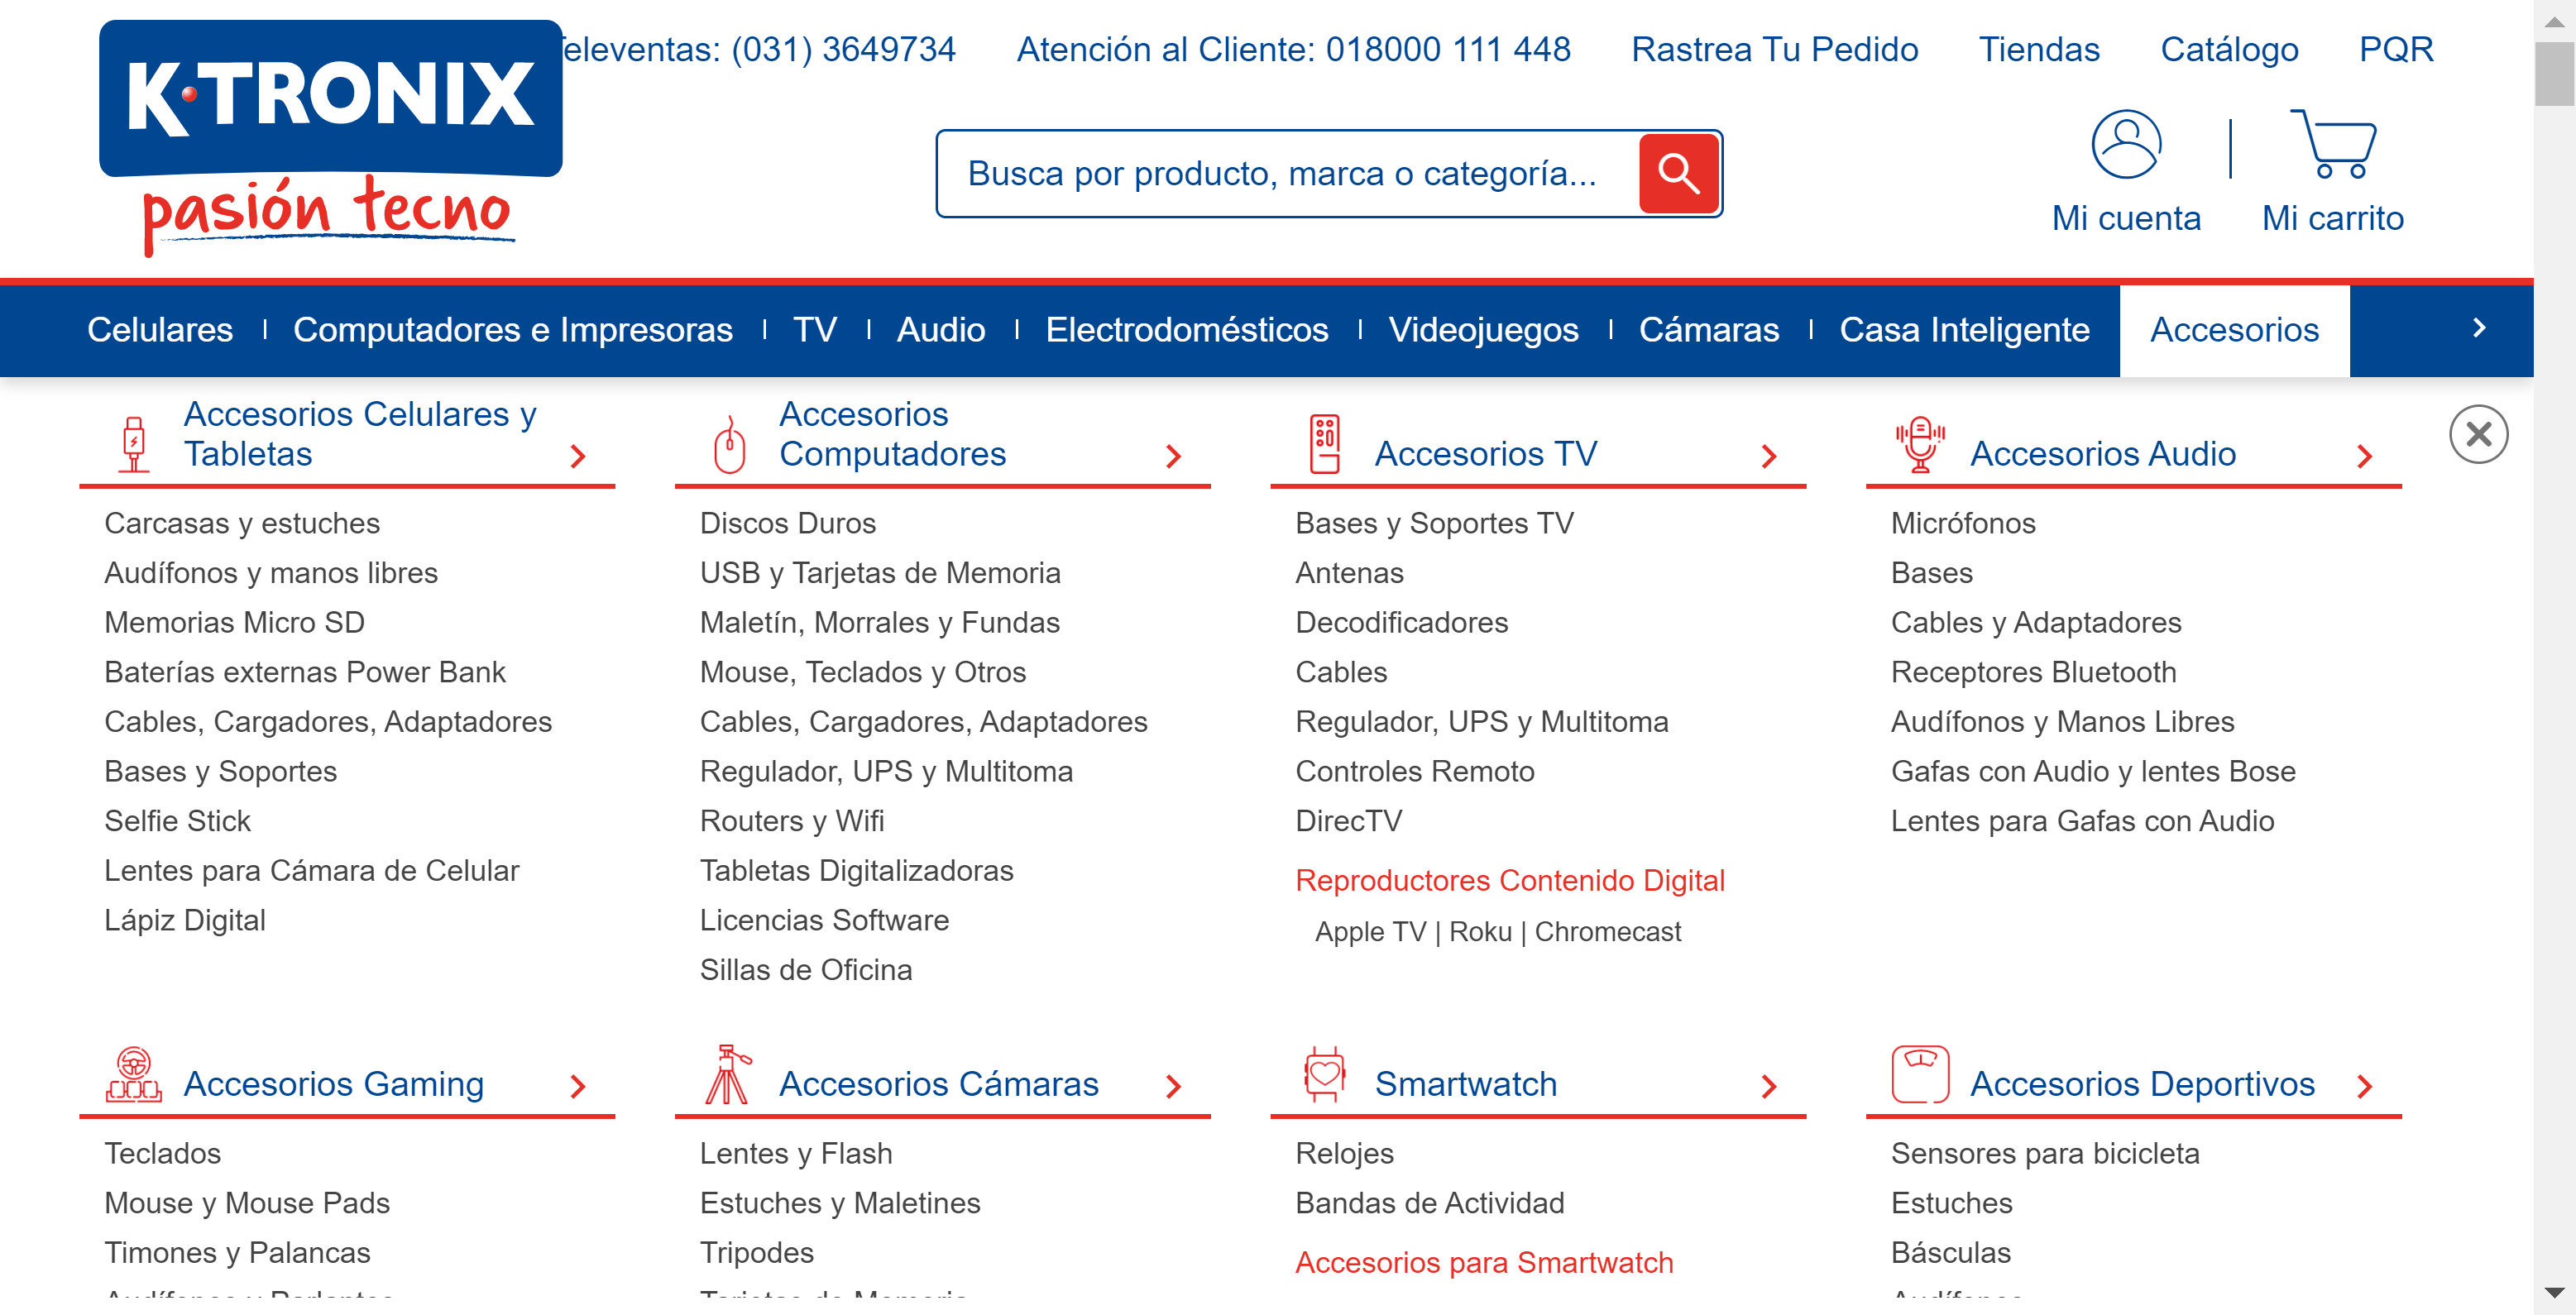 K·TRONIX
pasión tecno
Televentas: (031) 3649734
Atención al Cliente: 018000 111 448
Rastrea Tu Pedido
Tiendas
Catálogo
PQR
Busca por producto, marca o categoría...
Mi cuenta
Mi carrito
Celulares
Computadores e Impresoras
TV
Audio
Electrodomésticos
Videojuegos
Cámaras
Casa Inteligente
Accesorios
Accesorios Celulares y
Tabletas
Carcasas y estuches
Audífonos y manos libres
Memorias Micro SD
Baterías externas Power Bank
Cables, Cargadores, Adaptadores
Bases y Soportes
Selfie Stick
Lentes para Cámara de Celular
Lápiz Digital
Accesorios
Computadores
Discos Duros
USB y Tarjetas de Memoria
Maletín, Morrales y Fundas
Mouse, Teclados y Otros
Cables, Cargadores, Adaptadores
Regulador, UPS y Multitoma
Routers y Wifi
Tabletas Digitalizadoras
Licencias Software
Sillas de Oficina
Accesorios TV
Bases y Soportes TV
Antenas
Decodificadores
Cables
Regulador, UPS y Multitoma
Controles Remoto
DirecTV
Reproductores Contenido Digital
Apple TV | Roku | Chromecast
Accesorios Audio
Micrófonos
Bases
Cables y Adaptadores
Receptores Bluetooth
Audífonos y Manos Libres
Gafas con Audio y lentes Bose
Lentes para Gafas con Audio
Accesorios Gaming
Teclados
Mouse y Mouse Pads
Timones y Palancas
Audífonos y Parlantes
Accesorios Cámaras
Lentes y Flash
Estuches y Maletines
Tripodes
Tarjetas de Memoria
Smartwatch
Relojes
Bandas de Actividad
Accesorios para Smartwatch
Accesorios Deportivos
Sensores para bicicleta
Estuches
Básculas
Audífonos